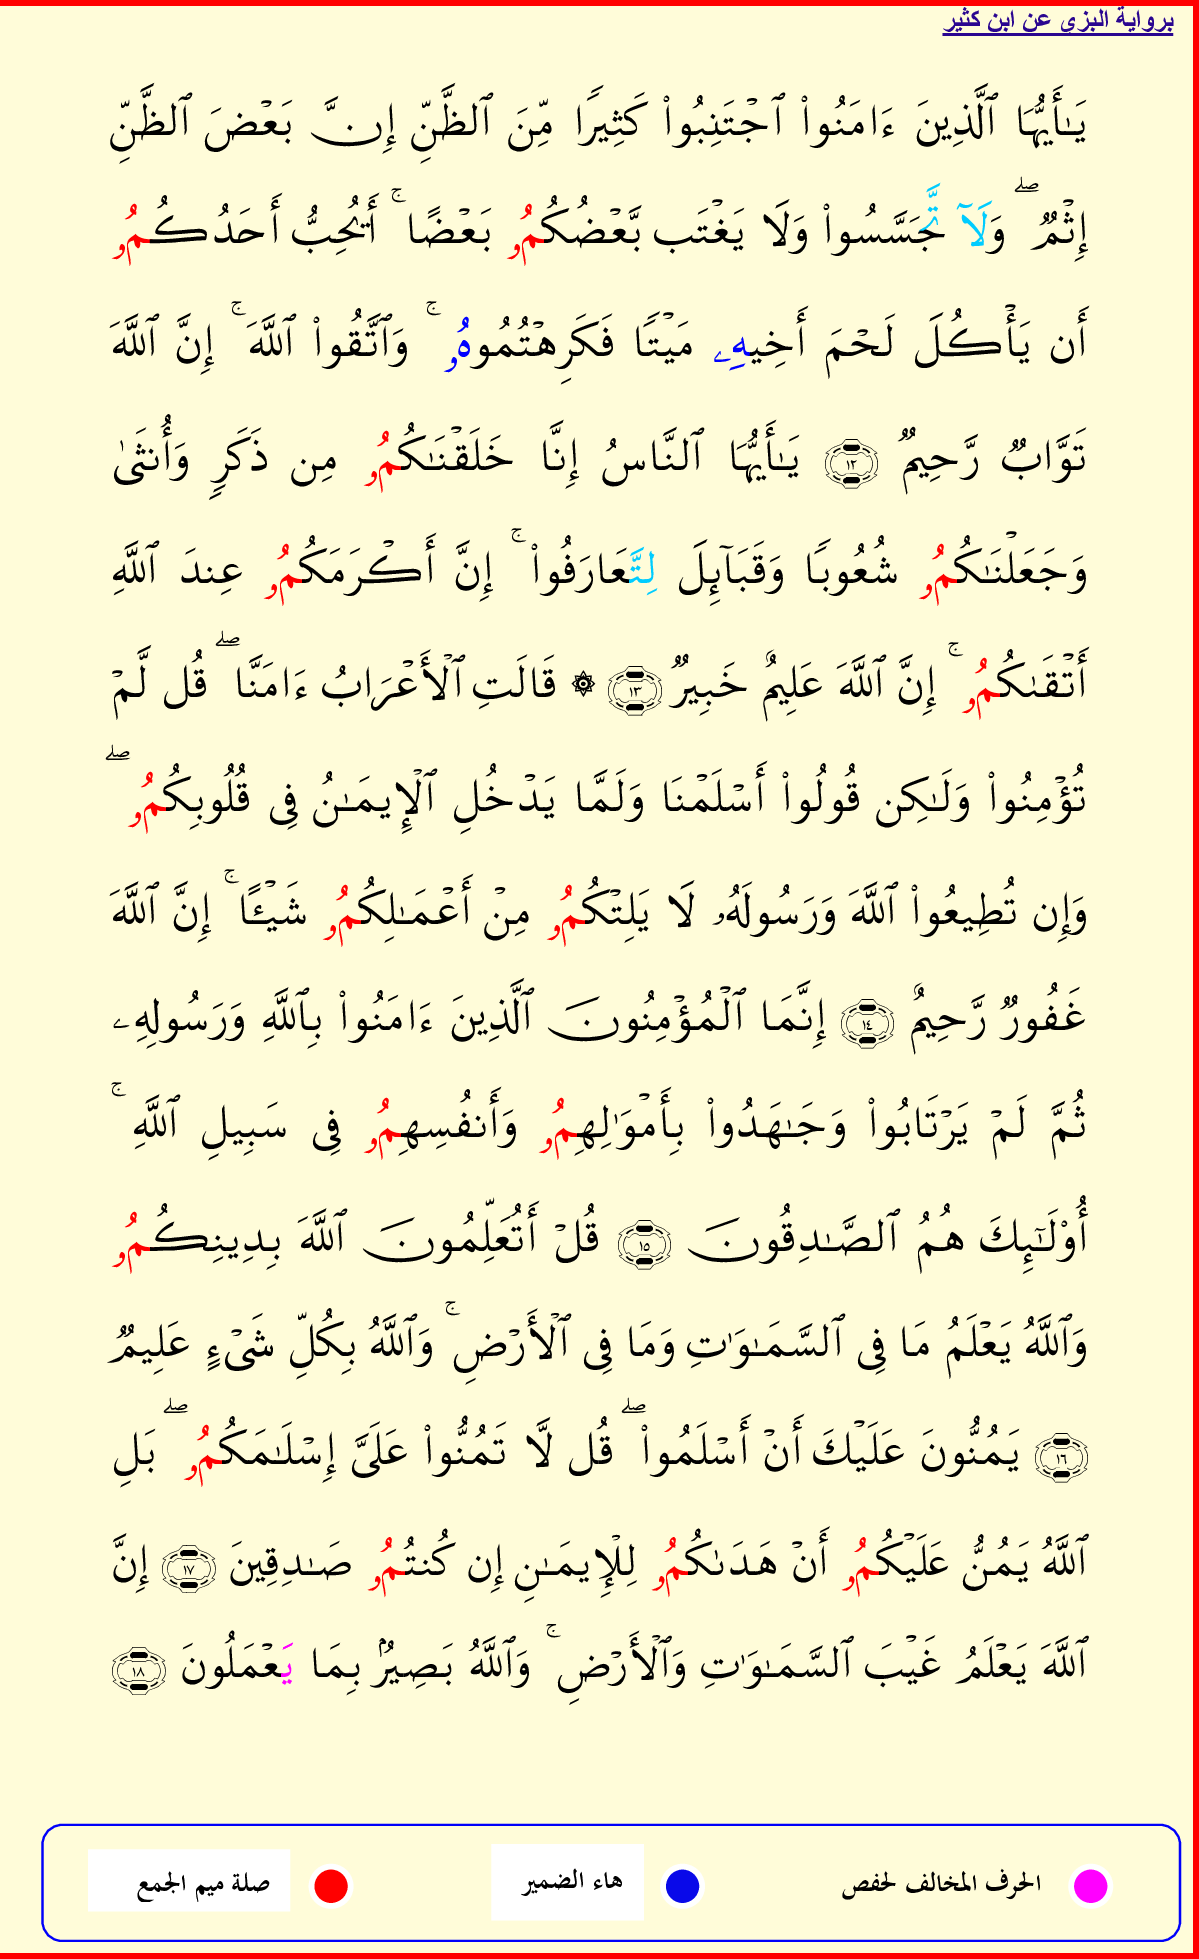 برواية البزي عن ابن كثير
يَـٰٓأَيُّهَا ٱلَّذِينَ ءَامَنُوا۟ ٱجْتَنِبُوا۟ كَثِيرًا مِّنَ ٱلظَّنِّ إِنَّ بَعْضَ ٱلظَّنِّ
إِثْمٌ ۖ وَلَآ تَّجَسَّسُوا۟ وَلَا يَغْتَب بَّعْضُكُمُۥ بَعْضًا ۚ أَيُحِبُّ أَحَدُكُمُۥ
أَن يَأْكُلَ لَحْمَ أَخِيهِۦ مَيْتًا فَكَرِهْتُمُوهُۥ ۚ وَٱتَّقُوا۟ ٱللَّهَ ۚ إِنَّ ٱللَّهَ
تَوَّابٌ رَّحِيمٌ ١٢ يَـٰٓأَيُّهَا ٱلنَّاسُ إِنَّا خَلَقْنَـٰكُمُۥ مِن ذَكَرٍ وَأُنثَىٰ
وَجَعَلْنَـٰكُمُۥ شُعُوبًا وَقَبَآئِلَ لِتَّعَارَفُوا۟ ۚ إِنَّ أَكْرَمَكُمُۥ عِندَ ٱللَّهِ
أَتْقَىٰكُمُۥ ۚ إِنَّ ٱللَّهَ عَلِيمٌ خَبِيرٌ ١٣ ۞ قَالَتِ ٱلْأَعْرَابُ ءَامَنَّا ۖ قُل لَّمْ
تُؤْمِنُوا۟ وَلَـٰكِن قُولُوا۟ أَسْلَمْنَا وَلَمَّا يَدْخُلِ ٱلْإِيمَـٰنُ فِى قُلُوبِكُمُۥ ۖ
وَإِن تُطِيعُوا۟ ٱللَّهَ وَرَسُولَهُۥ لَا يَلِتْكُمُۥ مِنْ أَعْمَـٰلِكُمُۥ شَيْـًٔا ۚ إِنَّ ٱللَّهَ
غَفُورٌ رَّحِيمٌ ١٤ إِنَّمَا ٱلْمُؤْمِنُونَ ٱلَّذِينَ ءَامَنُوا۟ بِٱللَّهِ وَرَسُولِهِۦ
ثُمَّ لَمْ يَرْتَابُوا۟ وَجَـٰهَدُوا۟ بِأَمْوَٰلِهِمُۥ وَأَنفُسِهِمُۥ فِى سَبِيلِ ٱللَّهِ ۚ
أُو۟لَـٰٓئِكَ هُمُ ٱلصَّـٰدِقُونَ ١٥ قُلْ أَتُعَلِّمُونَ ٱللَّهَ بِدِينِكُمُۥ
وَٱللَّهُ يَعْلَمُ مَا فِى ٱلسَّمَـٰوَٰتِ وَمَا فِى ٱلْأَرْضِ ۚ وَٱللَّهُ بِكُلِّ شَىْءٍ عَلِيمٌ
١٦ يَمُنُّونَ عَلَيْكَ أَنْ أَسْلَمُوا۟ ۖ قُل لَّا تَمُنُّوا۟ عَلَىَّ إِسْلَـٰمَكُمُۥ ۖ بَلِ
ٱللَّهُ يَمُنُّ عَلَيْكُمُۥ أَنْ هَدَىٰكُمُۥ لِلْإِيمَـٰنِ إِن كُنتُمُۥ صَـٰدِقِينَ ١٧ إِنَّ
ٱللَّهَ يَعْلَمُ غَيْبَ ٱلسَّمَـٰوَٰتِ وَٱلْأَرْضِ ۚ وَٱللَّهُ بَصِيرٌۢ بِمَا يَعْمَلُونَ ١٨
الحرف المخالف لحفص
هاء الضمير
صلة ميم الجمع